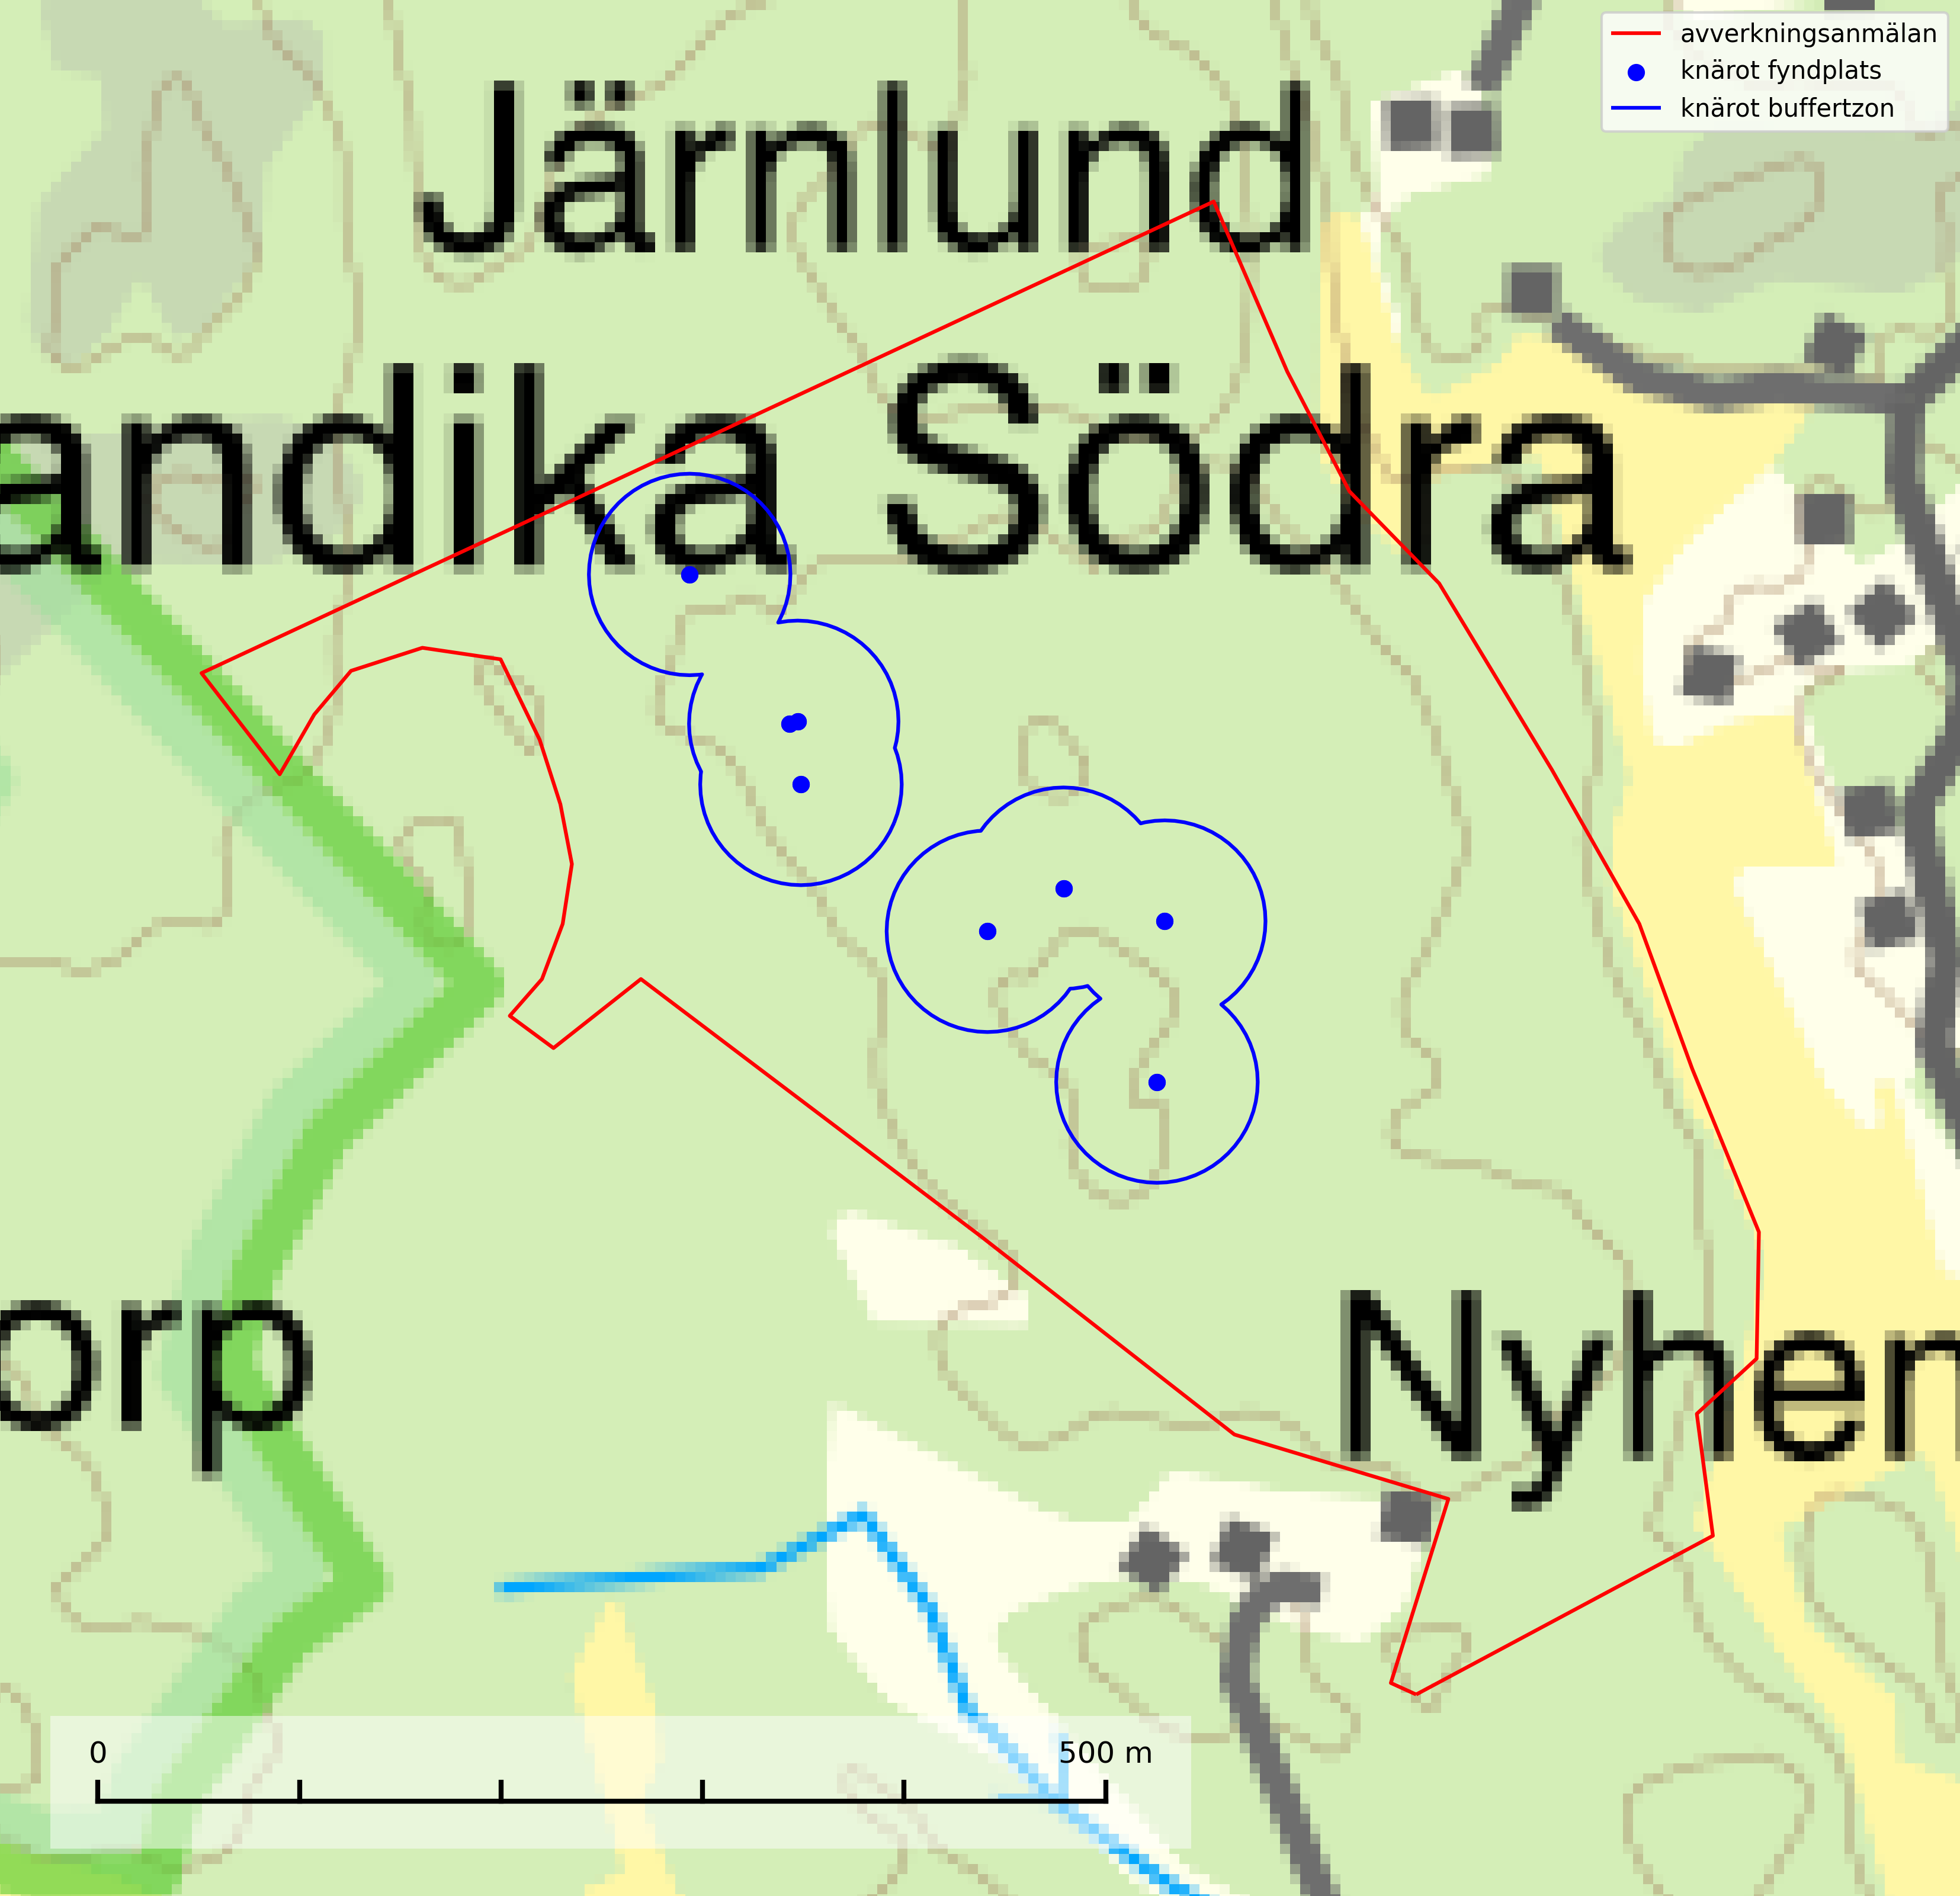 avverkningsanmälan
knärot fyndplats
knärot buffertzon
Järnlund
andika Södra
orp
Nyhem
0 500 m